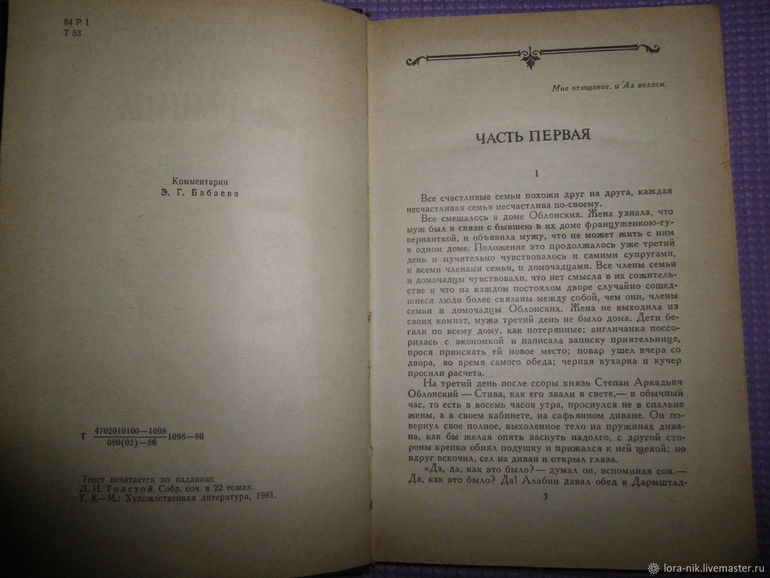 84 Р 1
Т 53
Комментарии
Э. Г. Бабаева
Т 4702010100—1098
080(02)—86 1098—86
Текст печатается по изданию:
Л. Н. Толстой. Собр. соч. в 22 томах.
Т. 8,—М.: Художественная литература, 1981.
Мне отмщение, и Аз воздам.
ЧАСТЬ ПЕРВАЯ
I
Все счастливые семьи похожи друг на друга, каждая
несчастливая семья несчастлива по-своему.
Все смешалось в доме Облонских. Жена узнала, что
муж был в связи с бывшею в их доме француженкою-гу-
вернанткой, и объявила мужу, что не может жить с ним
в одном доме. Положение это продолжалось уже третий
день и мучительно чувствовалось и самими супругами,
и всеми членами семьи, и домочадцами. Все члены семьи
и домочадцы чувствовали, что нет смысла в их сожитель-
стве и что на каждом постоялом дворе случайно сошед-
шиеся люди более связаны между собой, чем они, члены
семьи и домочадцы Облонских. Жена не выходила из
своих комнат, мужа третий день не было дома. Дети бе-
гали по всему дому, как потерянные; англичанка поссо-
рилась с экономкой и написала записку приятельнице,
прося приискать ей новое место; повар ушел вчера со
двора, во время самого обеда; черная кухарка и кучер
просили расчета.
На третий день после ссоры князь Степан Аркадьич
Облонский — Стива, как его звали в свете,— в обычный
час, то есть в восемь часов утра, проснулся не в спальне
жены, а в своем кабинете, на сафьянном диване. Он по-
вернул свое полное, выхоленное тело на пружинах дива-
на, как бы желая опять заснуть надолго, с другой сто-
роны крепко обнял подушку и прижался к ней щекой; но
вдруг вскочил, сел на диван и открыл глаза.
«Да, да, как это было? — думал он, вспоминая сон.—
Да, как это было? Да! Алабин давал обед в Дармштад-
3
lora-nik.livemaster.ru